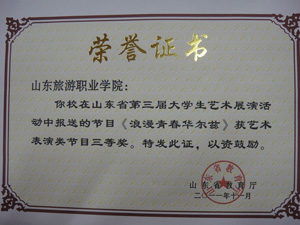 荣誉证书
山东旅游职业学院:
你校在山东省第三届大学生艺术展演活
动中报送的节目《浪漫青春华尔兹》获艺术
表演类节目三等奖。特发此证，以资鼓励。
山东省教育厅
二〇一一年十一月